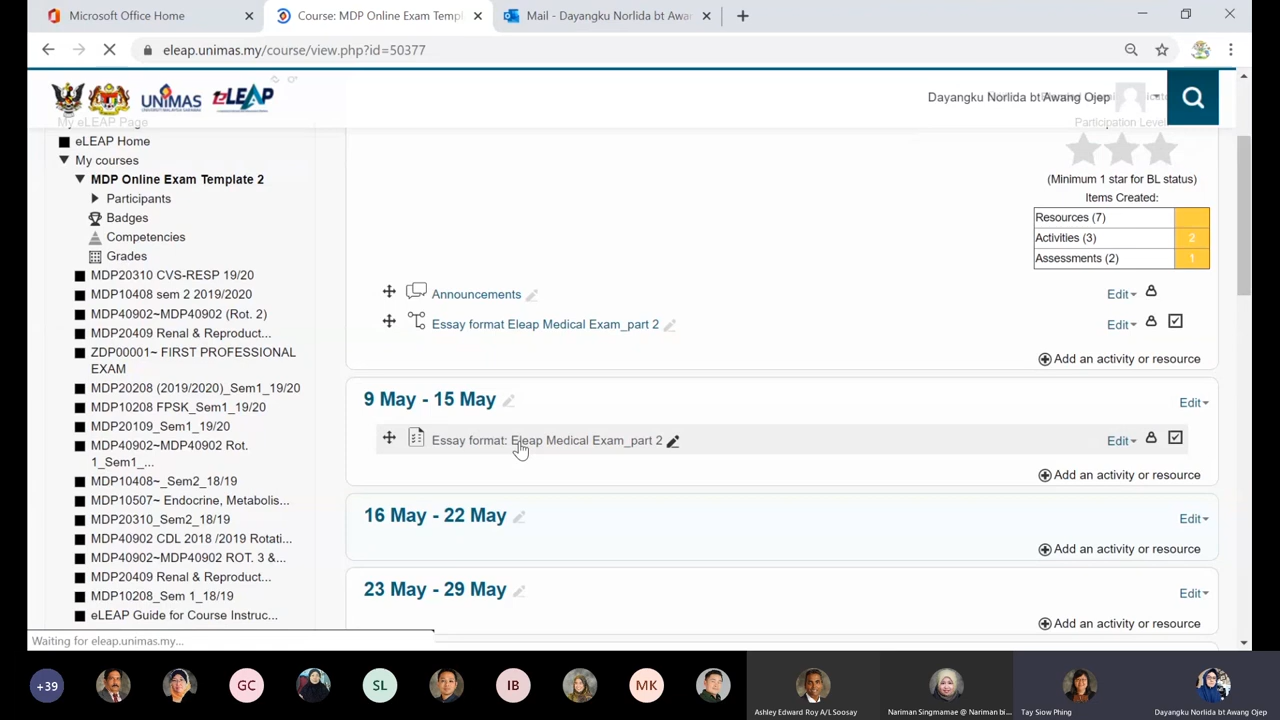 Microsoft Office Home
Course: MDP Online Exam Templ
Mail - Dayangku Norlida bt Awan
eleap.unimas.my/course/view.php?id=50377
UNIMAS
eLEAP
Dayangku Norlida bt Awang Ojep
My eLEAP Page
Participation Level
eLEAP Home
My courses
MDP Online Exam Template 2
Participants
Badges
Competencies
Grades
MDP20310 CVS-RESP 19/20
MDP10408 sem 2 2019/2020
MDP40902~MDP40902 (Rot. 2)
MDP20409 Renal & Reproduct...
ZDP00001~ FIRST PROFESSIONAL
EXAM
MDP20208 (2019/2020)_Sem1_19/20
MDP10208 FPSK_Sem1_19/20
MDP20109_Sem1_19/20
MDP40902~MDP40902 Rot.
1_Sem1_...
MDP10408~_Sem2_18/19
MDP10507~ Endocrine, Metabolis...
MDP20310_Sem2_18/19
MDP40902 CDL 2018 /2019 Rotati...
MDP40902~MDP40902 ROT. 3 &...
MDP20409 Renal & Reproduct...
MDP10208_Sem 1_18/19
eLEAP Guide for Course Instruc...
(Minimum 1 star for BL status)
Items Created:
Resources (7)
Activities (3) 2
Assessments (2) 1
Announcements
Edit
Essay format Eleap Medical Exam_part 2
Edit
Add an activity or resource
9 May - 15 May
Edit
Essay format: Eleap Medical Exam_part 2
Edit
Add an activity or resource
16 May - 22 May
Edit
Add an activity or resource
23 May - 29 May
Edit
Add an activity or resource
Waiting for eleap.unimas.my...
+39
GC
SL
IB
MK
Ashley Edward Roy A/L Soosay
Nariman Singmamae @ Nariman bi...
Tay Siow Phing
Dayangku Norlida bt Awang Ojep